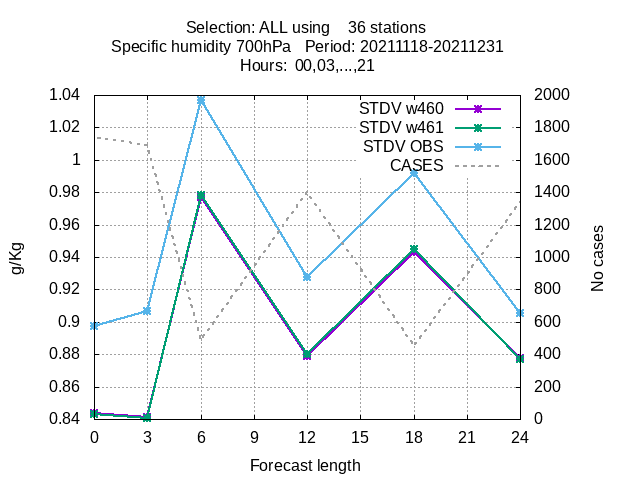 Selection: ALL using 36 stations
Specific humidity 700hPa Period: 20211118-20211231
Hours: 00,03,...,21
STDV w460
STDV w461
STDV OBS
CASES
1.04
1.02
1
0.98
0.96
0.94
0.92
0.9
0.88
0.86
0.84
2000
1800
1600
1400
1200
1000
800
600
400
200
0
g/Kg
No cases
0 3 6 9 12 15 18 21 24
Forecast length